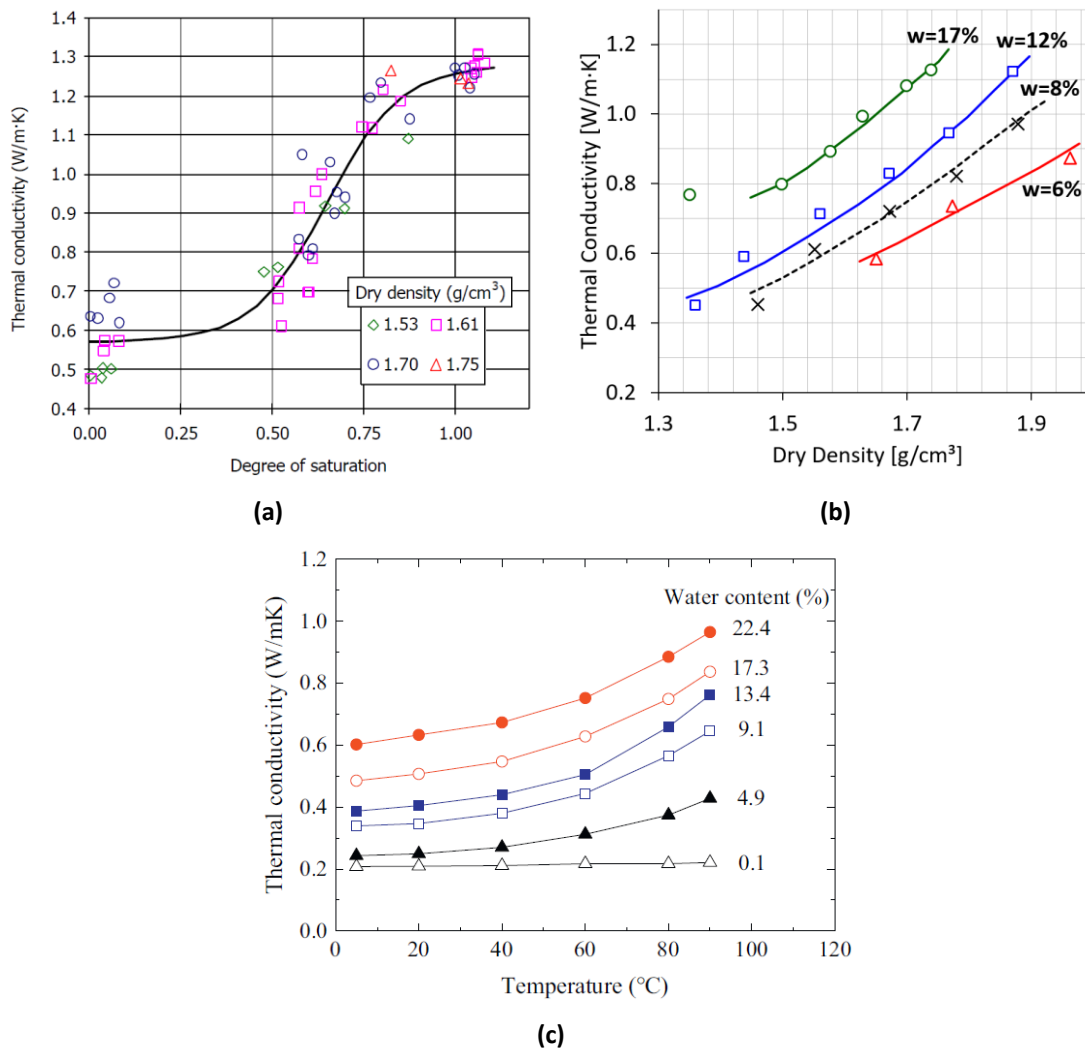 1.4
1.3
1.2
1.1
1.0
0.9
0.8
0.7
0.6
0.5
0.4
Thermal conductivity (W/m·K)
Dry density (g/cm³)
1.53
1.61
1.70
1.75
0.00 0.25 0.50 0.75 1.00
Degree of saturation
(a)
w=17%
w=12%
w=8%
w=6%
1.2
1.0
0.8
0.6
0.4
0.2
Thermal Conductivity [W/m·K]
1.3 1.5 1.7 1.9
Dry Density [g/cm³]
(b)
1.2
1.0
0.8
0.6
0.4
0.2
0.0
Thermal conductivity (W/mK)
Water content (%)
22.4
17.3
13.4
9.1
4.9
0.1
0 20 40 60 80 100 120
Temperature (°C)
(c)